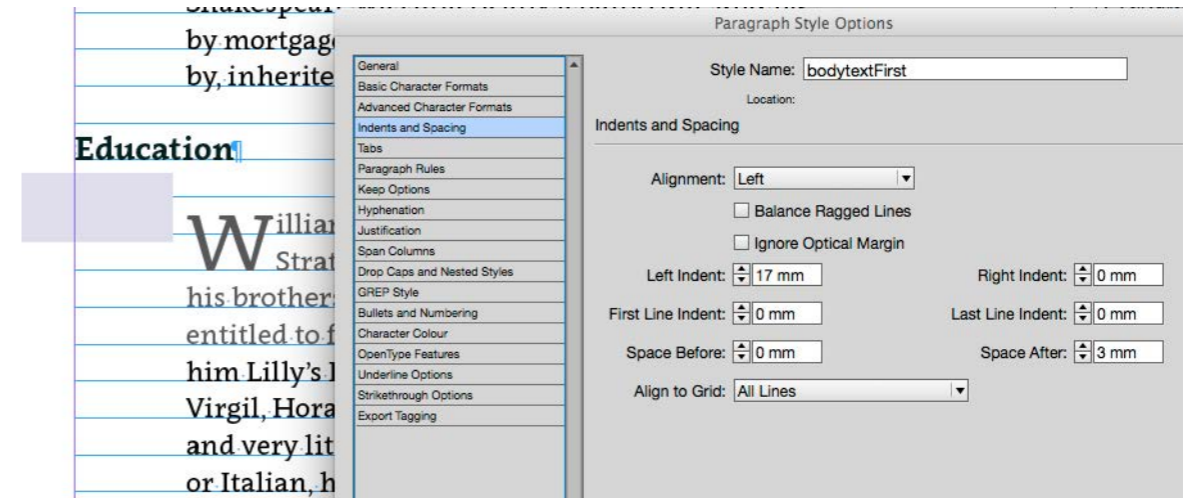 by mortgag
by, inherite
Education¶
Willian
Strat
his brother
entitled to f
him Lilly’s
Virgil, Hora
and very lit
or Italian, h
Paragraph Style Options
General
Basic Character Formats
Advanced Character Formats
Indents and Spacing
Tabs
Paragraph Rules
Keep Options
Hyphenation
Justification
Span Columns
Drop Caps and Nested Styles
GREP Style
Bullets and Numbering
Character Colour
OpenType Features
Underline Options
Strikethrough Options
Export Tagging
Style Name: bodytextFirst
Location:
Indents and Spacing
Alignment: Left
Balance Ragged Lines
Ignore Optical Margin
Left Indent: 17 mm Right Indent: 0 mm
First Line Indent: 0 mm Last Line Indent: 0 mm
Space Before: 0 mm Space After: 3 mm
Align to Grid: All Lines